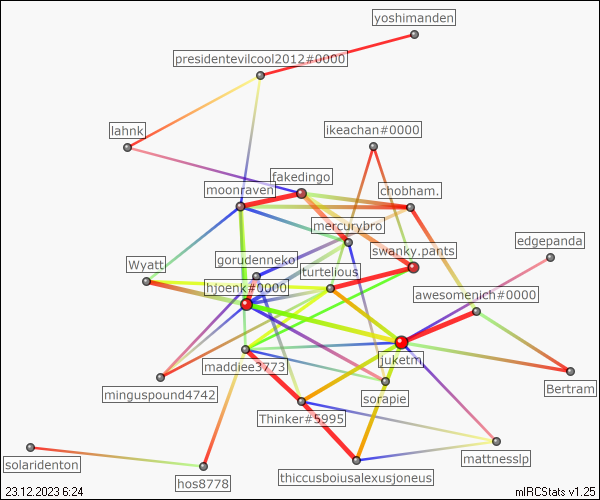 yoshimanden
presidentevilcool2012#0000
lahnk
ikeachan#0000
fakedingo
moonraven
chobham.
mercurybro
edgepanda
swanky.pants
gorudenneko
Wyatt
turtelious
hjoenk#0000
awesomenich#0000
juketm
maddiee3773
Bertram
minguspound4742
sorapie
Thinker#5995
mattnesslp
solaridenton
hos8778
thiccusboiusalexusjoneus
23.12.2023 6:24
mIRCStats v1.25